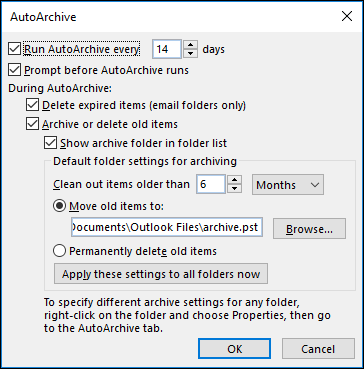 AutoArchive
Run AutoArchive every 14 days
Prompt before AutoArchive runs
During AutoArchive:
Delete expired items (email folders only)
Archive or delete old items
Show archive folder in folder list
Default folder settings for archiving
Clean out items older than 6 Months
Move old items to:
Documents\Outlook Files\archive.pst Browse...
Permanently delete old items
Apply these settings to all folders now
To specify different archive settings for any folder,
right-click on the folder and choose Properties, then go
to the AutoArchive tab.
OK Cancel